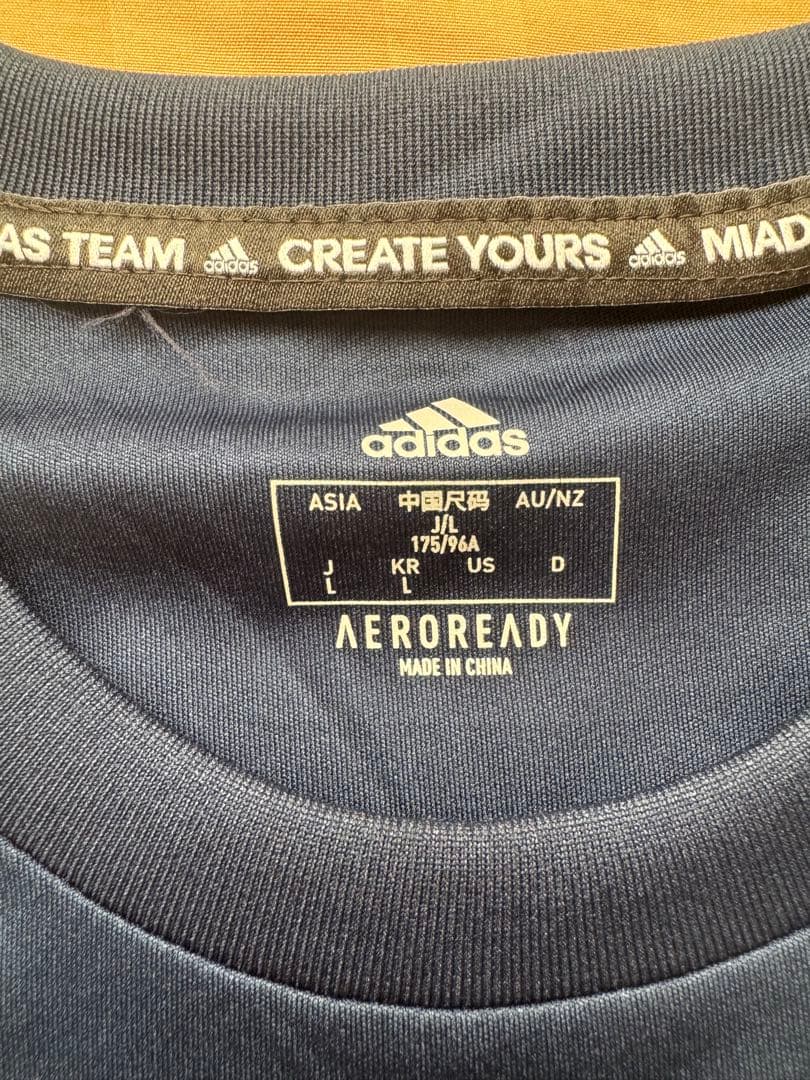 AS TEAM adidas CREATE YOURS adidas MIAD
adidas
ASIA 中国尺码 AU/NZ
J/L
175/96A
J KR US D
L L
AEROREADY
MADE IN CHINA